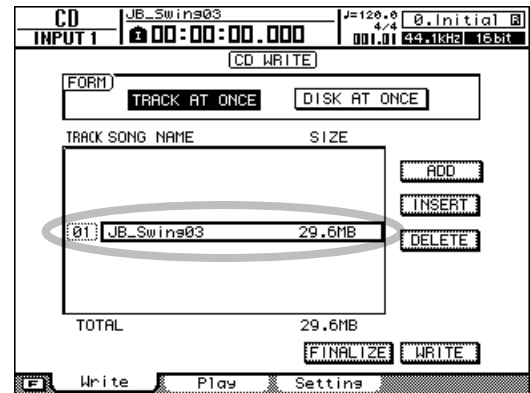 CD JB_Swing03 J=120.0 0.Initial R
INPUT 1 00:00:00.000 4/4 001.01 44.1kHz 16bit
CD WRITE
FORM
TRACK AT ONCE DISK AT ONCE
TRACK SONG NAME SIZE
ADD
INSERT
01 JB_Swing03 29.6MB
DELETE
TOTAL 29.6MB
FINALIZE WRITE
F Write Play Setting